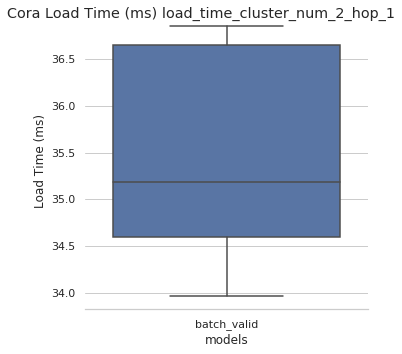 Cora Load Time (ms) load_time_cluster_num_2_hop_1
36.5
36.0
35.5
35.0
34.5
34.0
Load Time (ms)
batch_valid
models